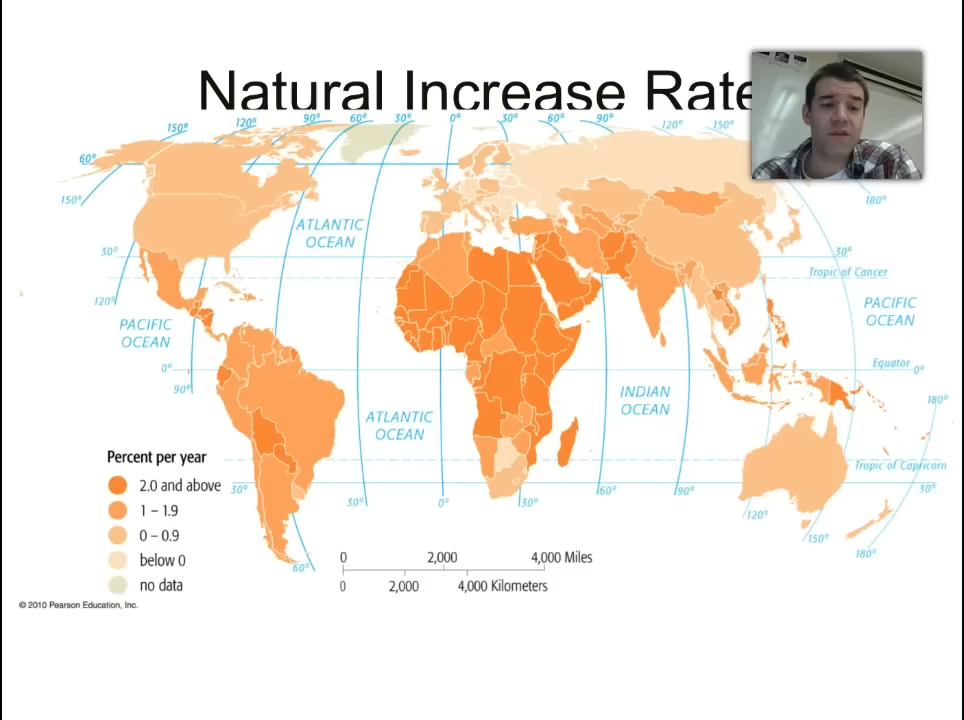 Natural Increase Rate
150° 120° 90° 60° 30° 0° 30° 60° 90° 120° 150°
60°
150° 180°
ATLANTIC
OCEAN
30° 30°
Tropic of Cancer
120°
PACIFIC
OCEAN
PACIFIC
OCEAN
0° Equator 0°
90°
INDIAN
OCEAN
ATLANTIC
OCEAN
180°
Tropic of Capricorn
30° 30° 0° 30° 60° 90° 30°
120°
150°
180°
60°
Percent per year
2.0 and above
1 – 1.9
0 – 0.9
below 0
no data
0 2,000 4,000 Miles
0 2,000 4,000 Kilometers
© 2010 Pearson Education, Inc.